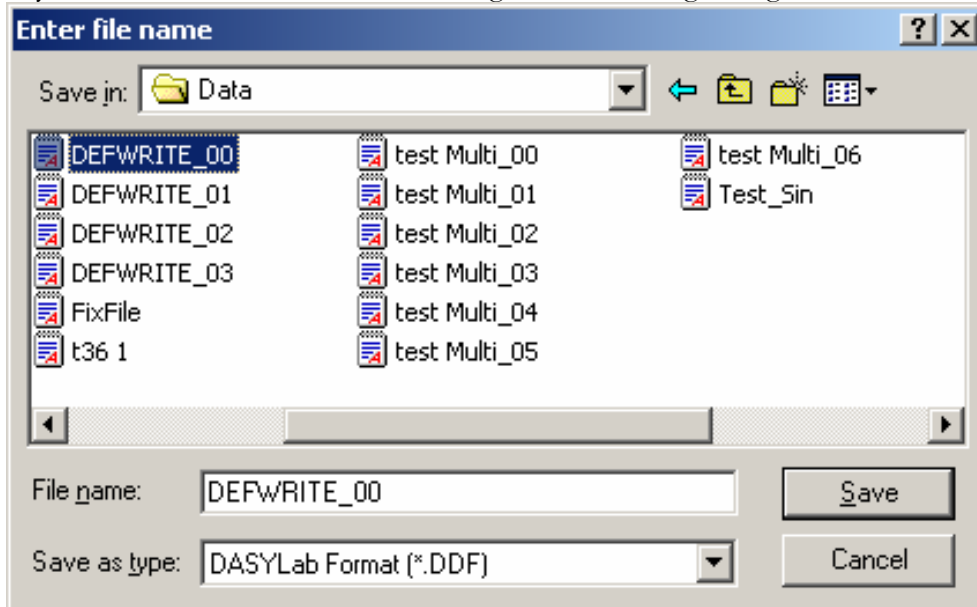 Enter file name
Save in: Data
DEFWRITE_00 test Multi_00 test Multi_06
DEFWRITE_01 test Multi_01 Test_Sin
DEFWRITE_02 test Multi_02
DEFWRITE_03 test Multi_03
FixFile test Multi_04
t36 1 test Multi_05
File name: DEFWRITE_00 Save
Save as type: DASYLab Format (*.DDF) Cancel